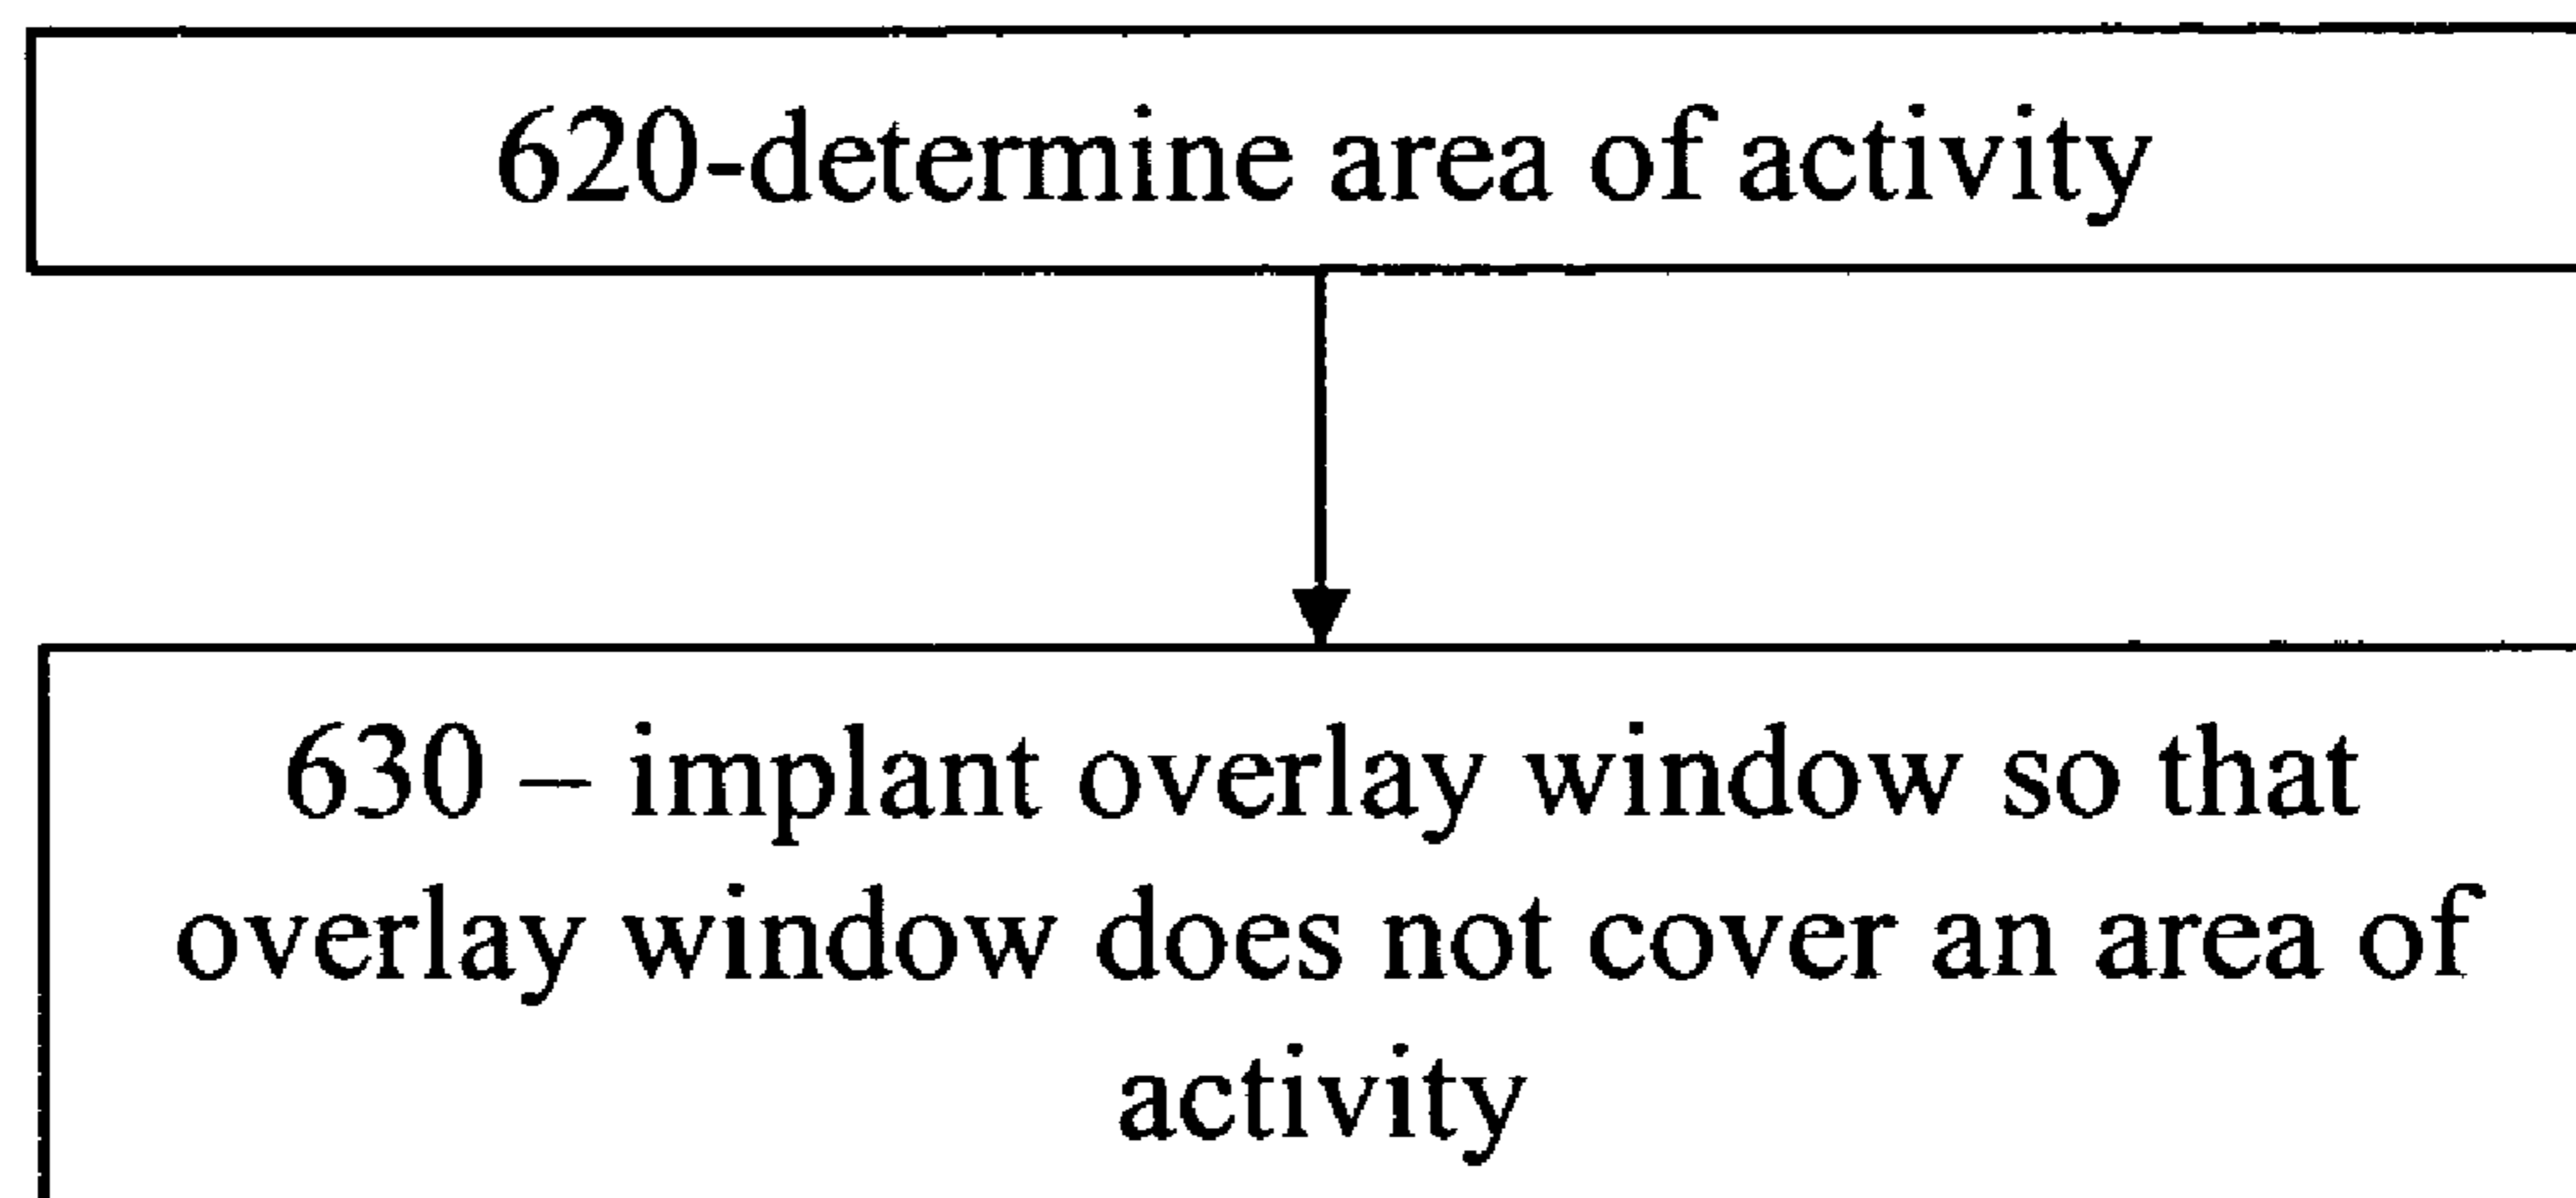 620-determine area of activity
630 – implant overlay window so that
overlay window does not cover an area of
activity